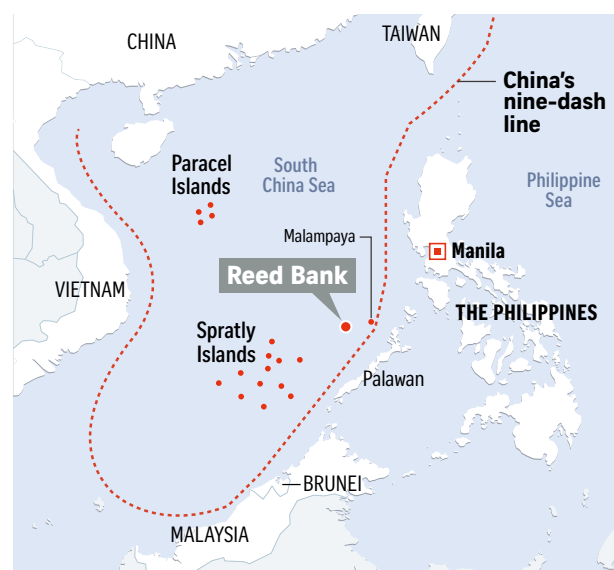 CHINA
TAIWAN
China's
nine-dash
line
Paracel
Islands
South
China Sea
Philippine
Sea
Malampaya
Manila
Reed Bank
VIETNAM
THE PHILIPPINES
Spratly
Islands
Palawan
BRUNEI
MALAYSIA